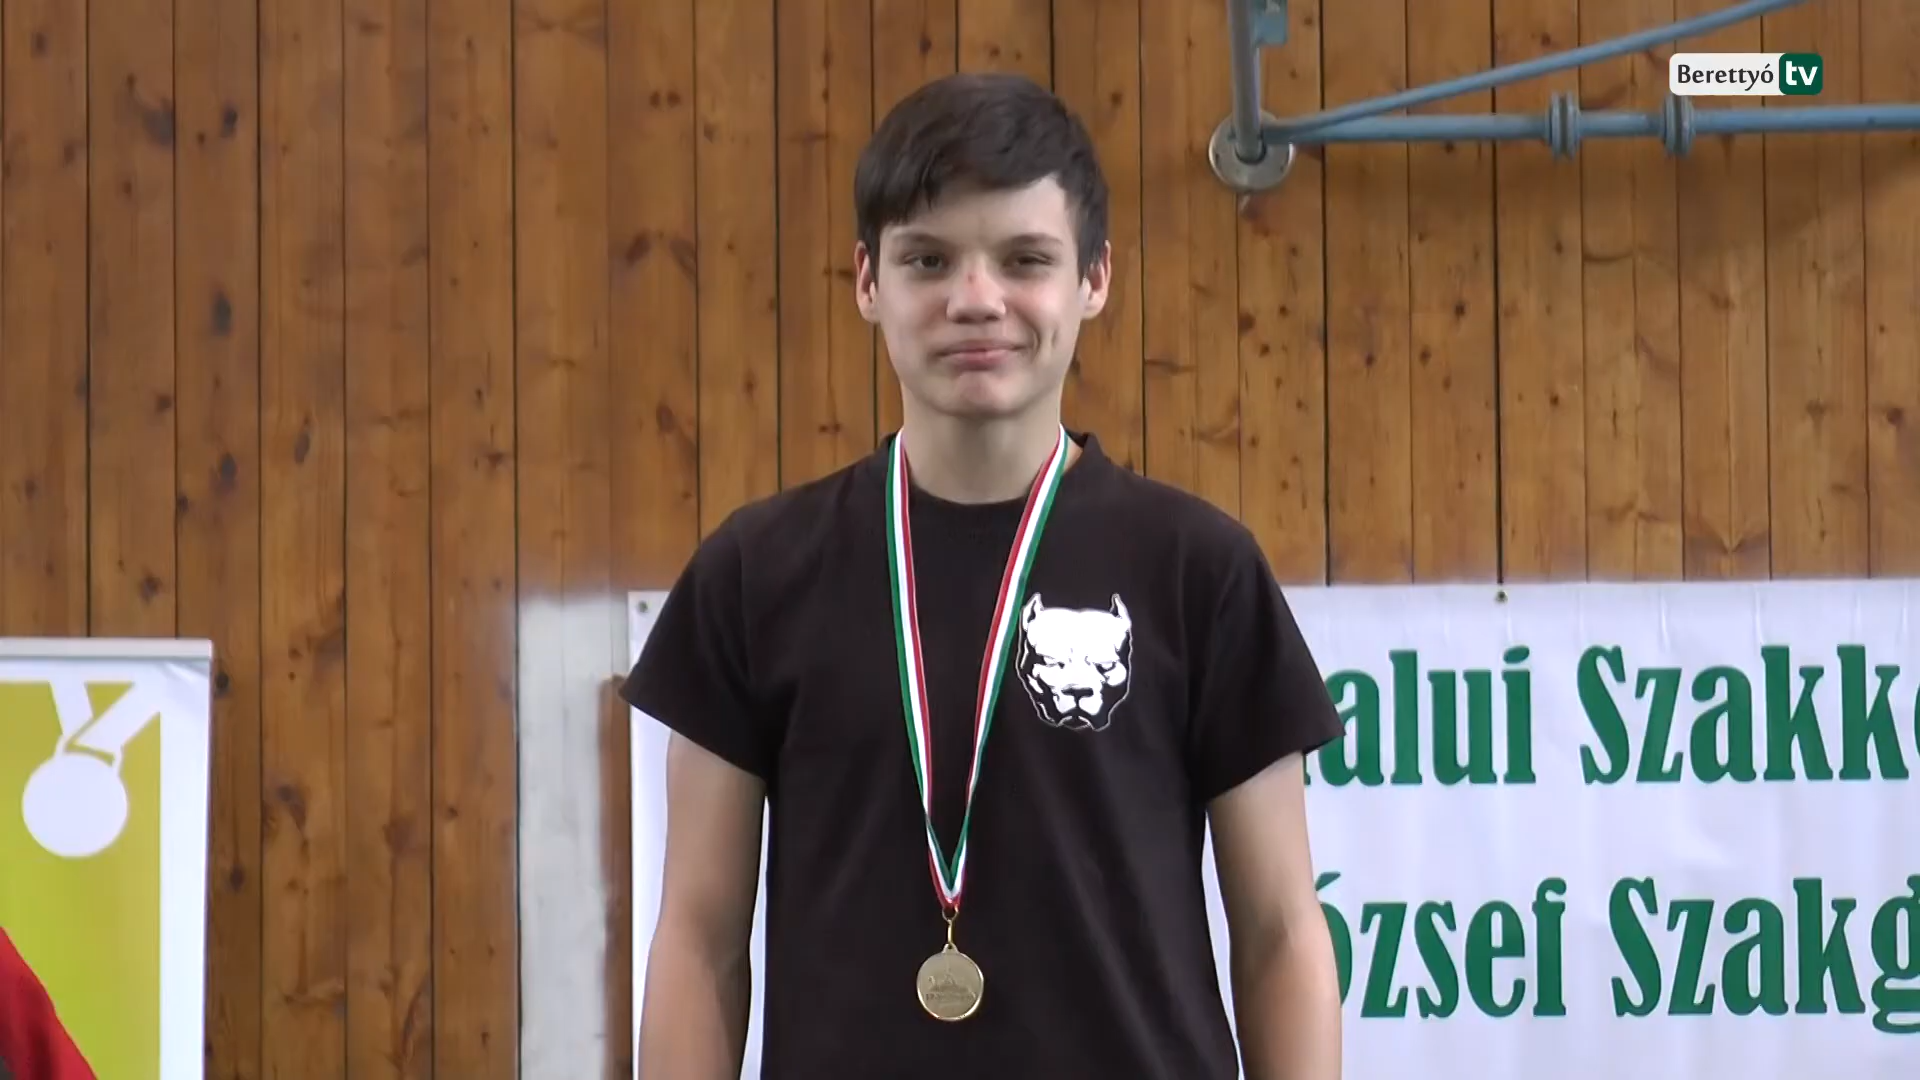 Berettyó tv
alui Szakk
ózsef Szakg